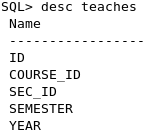 SQL> desc teaches
Name
-----------------
ID
COURSE_ID
SEC_ID
SEMESTER
YEAR